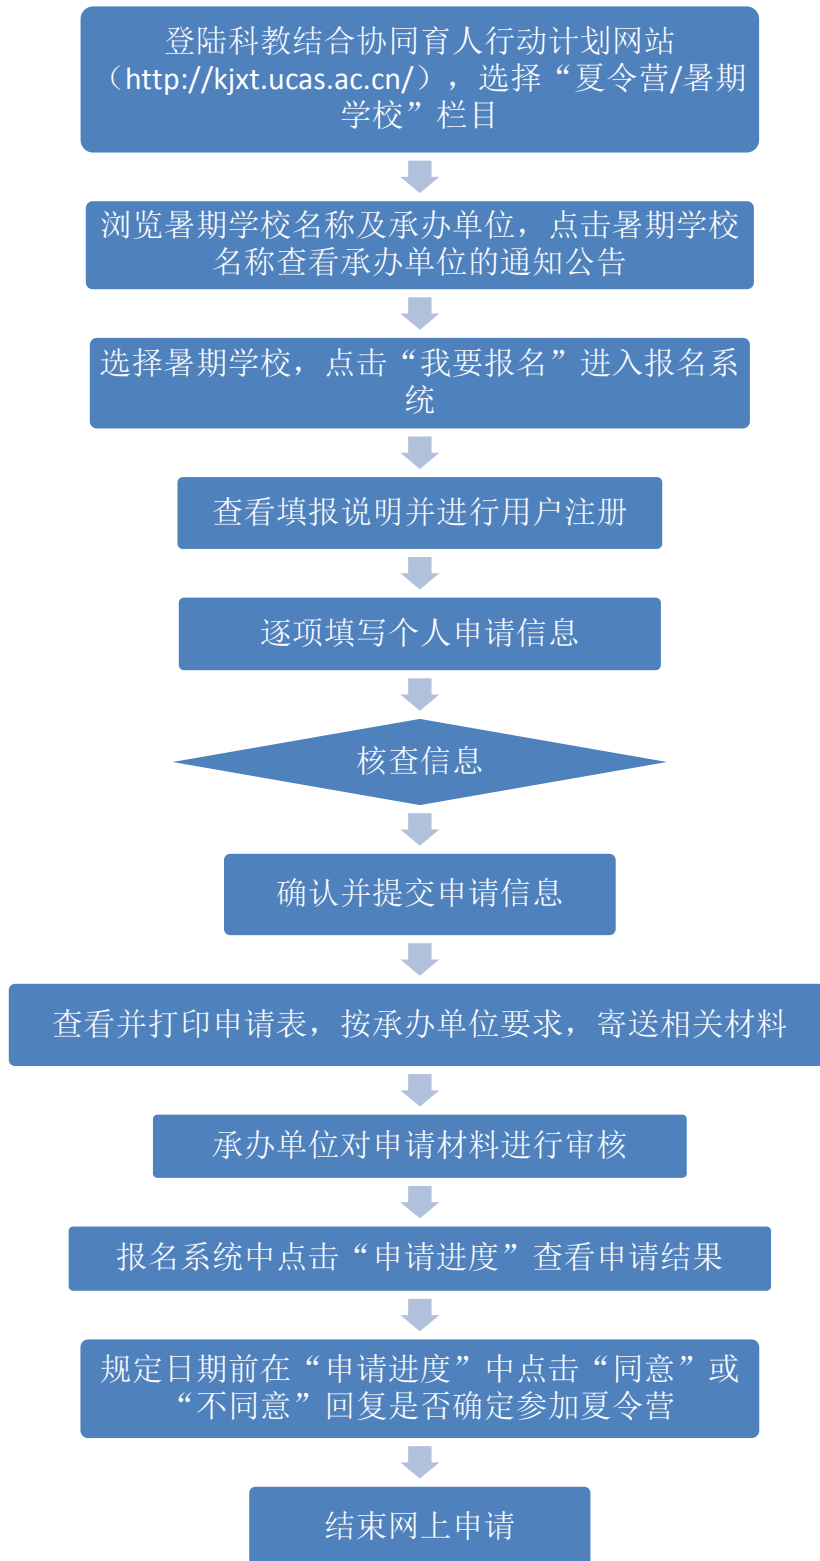 登陆科教结合协同育人行动计划网站
（http://kjxt.ucas.ac.cn/），选择“夏令营/暑期
学校”栏目
浏览暑期学校名称及承办单位，点击暑期学校
名称查看承办单位的通知公告
选择暑期学校，点击“我要报名”进入报名系
统
查看填报说明并进行用户注册
逐项填写个人申请信息
核查信息
确认并提交申请信息
查看并打印申请表，按承办单位要求，寄送相关材料
承办单位对申请材料进行审核
报名系统中点击“申请进度”查看申请结果
规定日期前在“申请进度”中点击“同意”或
“不同意”回复是否确定参加夏令营
结束网上申请